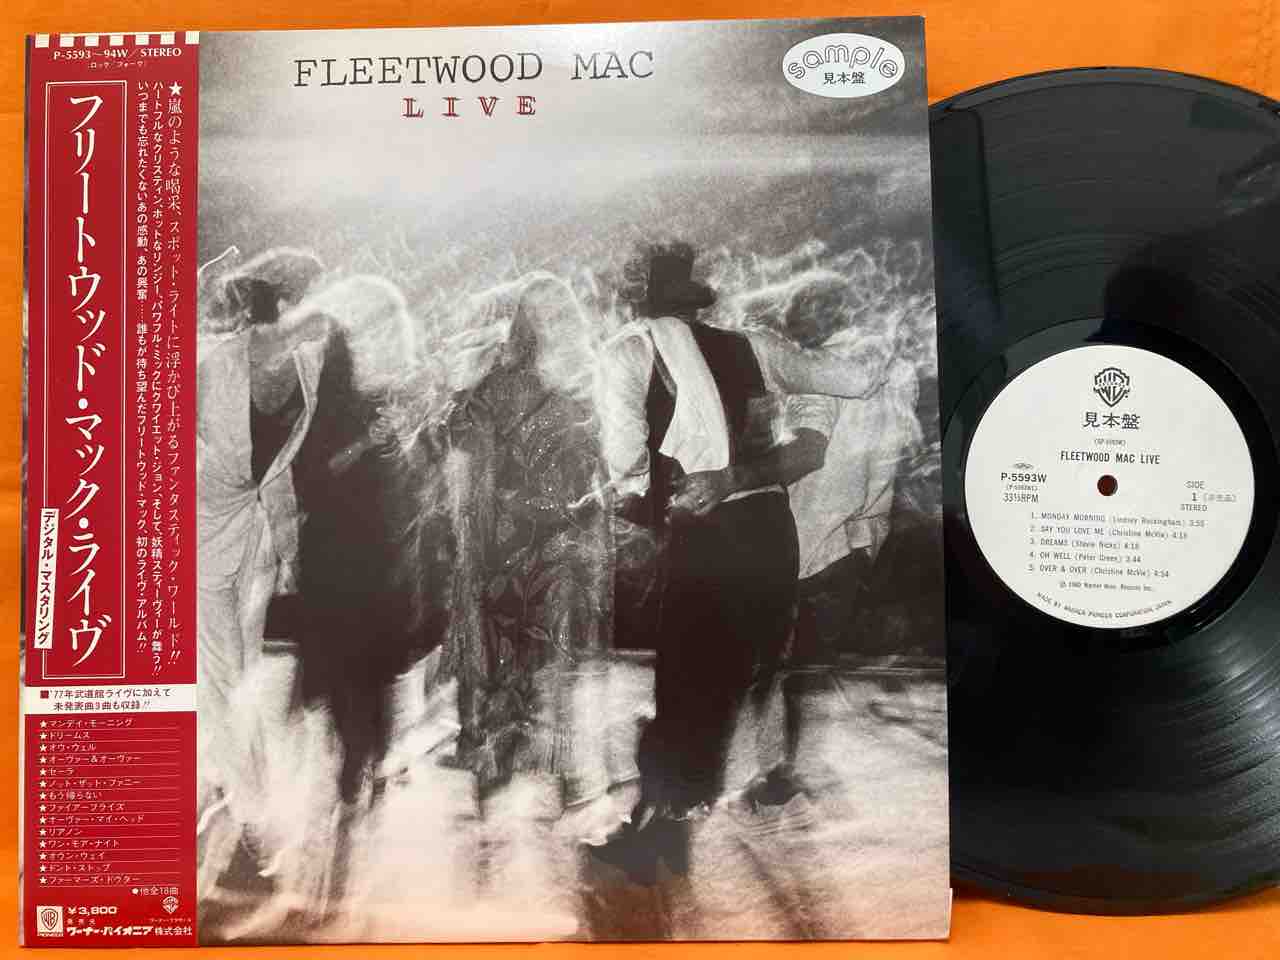 P-5593～94W/STEREO
(ロック/フォーク)
フリートウッド・マック・ライヴ
デジタル・マスタリング
★嵐のような喝采、スポット・ライトに浮かび上がるファンタスティック・ワールド!!
ハートフルなクリスティン、ホットなリンジー、パワフル・ミックにクワイエット・ジョン、そして、妖精スティーヴィーが舞う!!
いつまでも忘れたくないあの感動、あの興奮……誰もが待ち望んだフリートウッド・マック、初のライヴ・アルバム!!
■'77年武道館ライヴに加えて
未発表曲3曲も収録!!
★マンデイ・モーニング
★ドリームス
★オウ・ウェル
★オーヴァー&オーヴァー
★セーラ
★ノット・ザット・ファニー
★もう帰らない
★ファイアーフライズ
★オーヴァー・マイ・ヘッド
★リアノン
★ワン・モア・ナイト
★オウン・ウェイ
★ドント・ストップ
★ファーマーズ・ドウター
●他全18曲
¥3,800
発売元
ワーナー・パイオニア株式会社
PIONEER
FLEETWOOD MAC
LIVE
sample
見本盤
見本盤
FLEETWOOD MAC LIVE
P-5593W
33⅓RPM
SIDE
1 (非売品)
STEREO
1. MONDAY MORNING (Lindsey Buckingham) 3:55
2. SAY YOU LOVE ME (Christine McVie) 4:18
3. DREAMS (Stevie Nicks) 4:18
4. OH WELL (Peter Green) 3:44
5. OVER & OVER (Christine McVie) 4:54
Ⓟ 1980 Warner Bros. Records Inc.
MADE BY WARNER-PIONEER CORPORATION, JAPAN